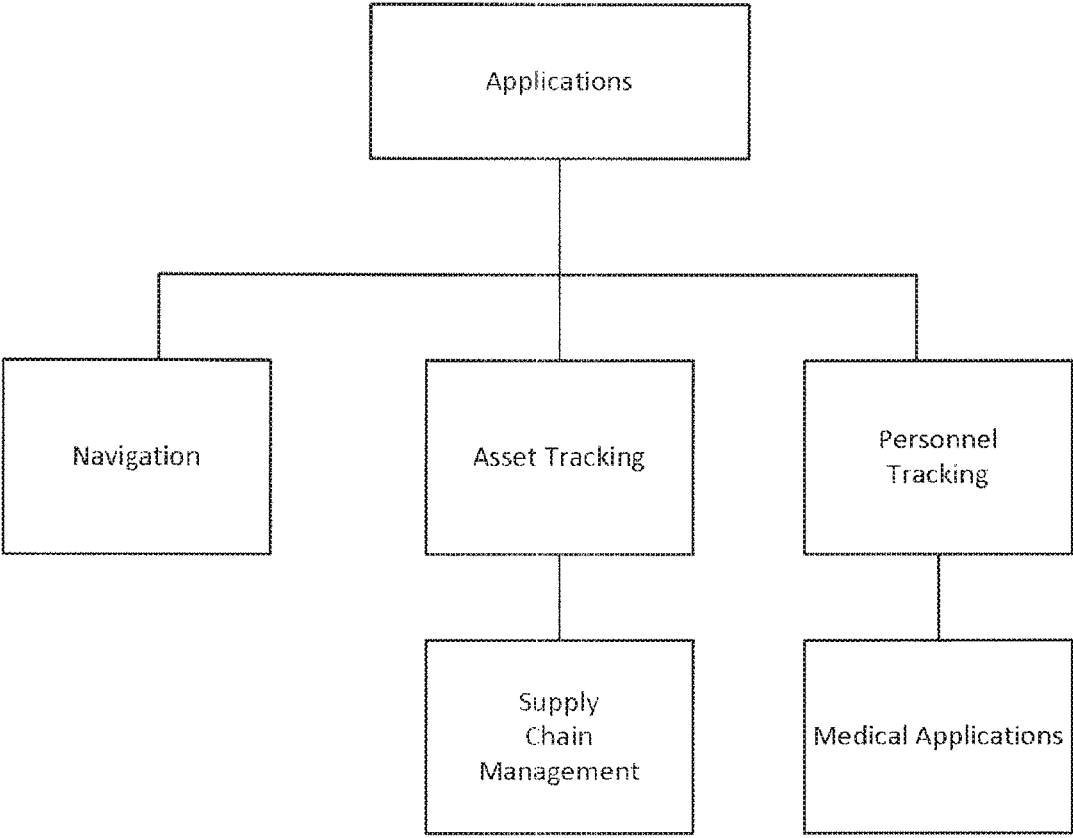 Applications
Navigation
Asset Tracking
Personnel
Tracking
Supply
Chain
Management
Medical Applications